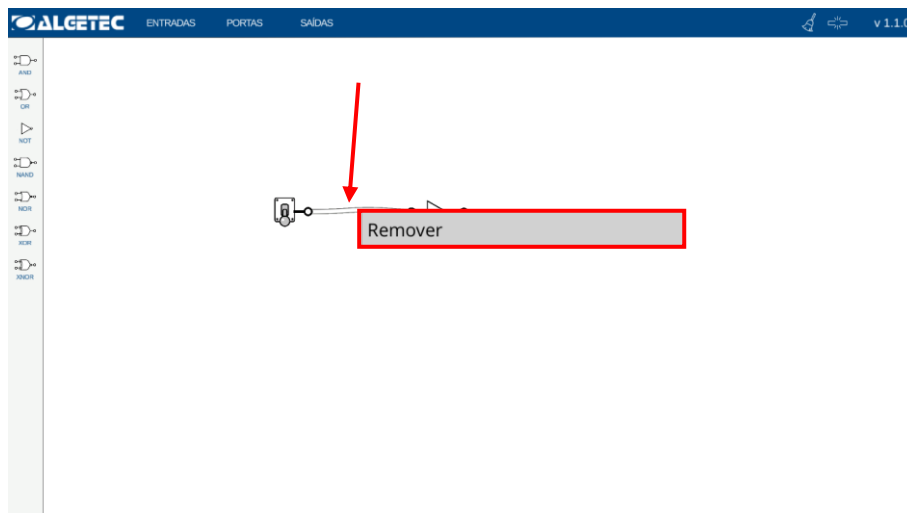 ALGETEC ENTRADAS PORTAS SAÍDAS v 1.1.0
AND
OR
NOT
NAND
NOR
XOR
XNOR
Remover